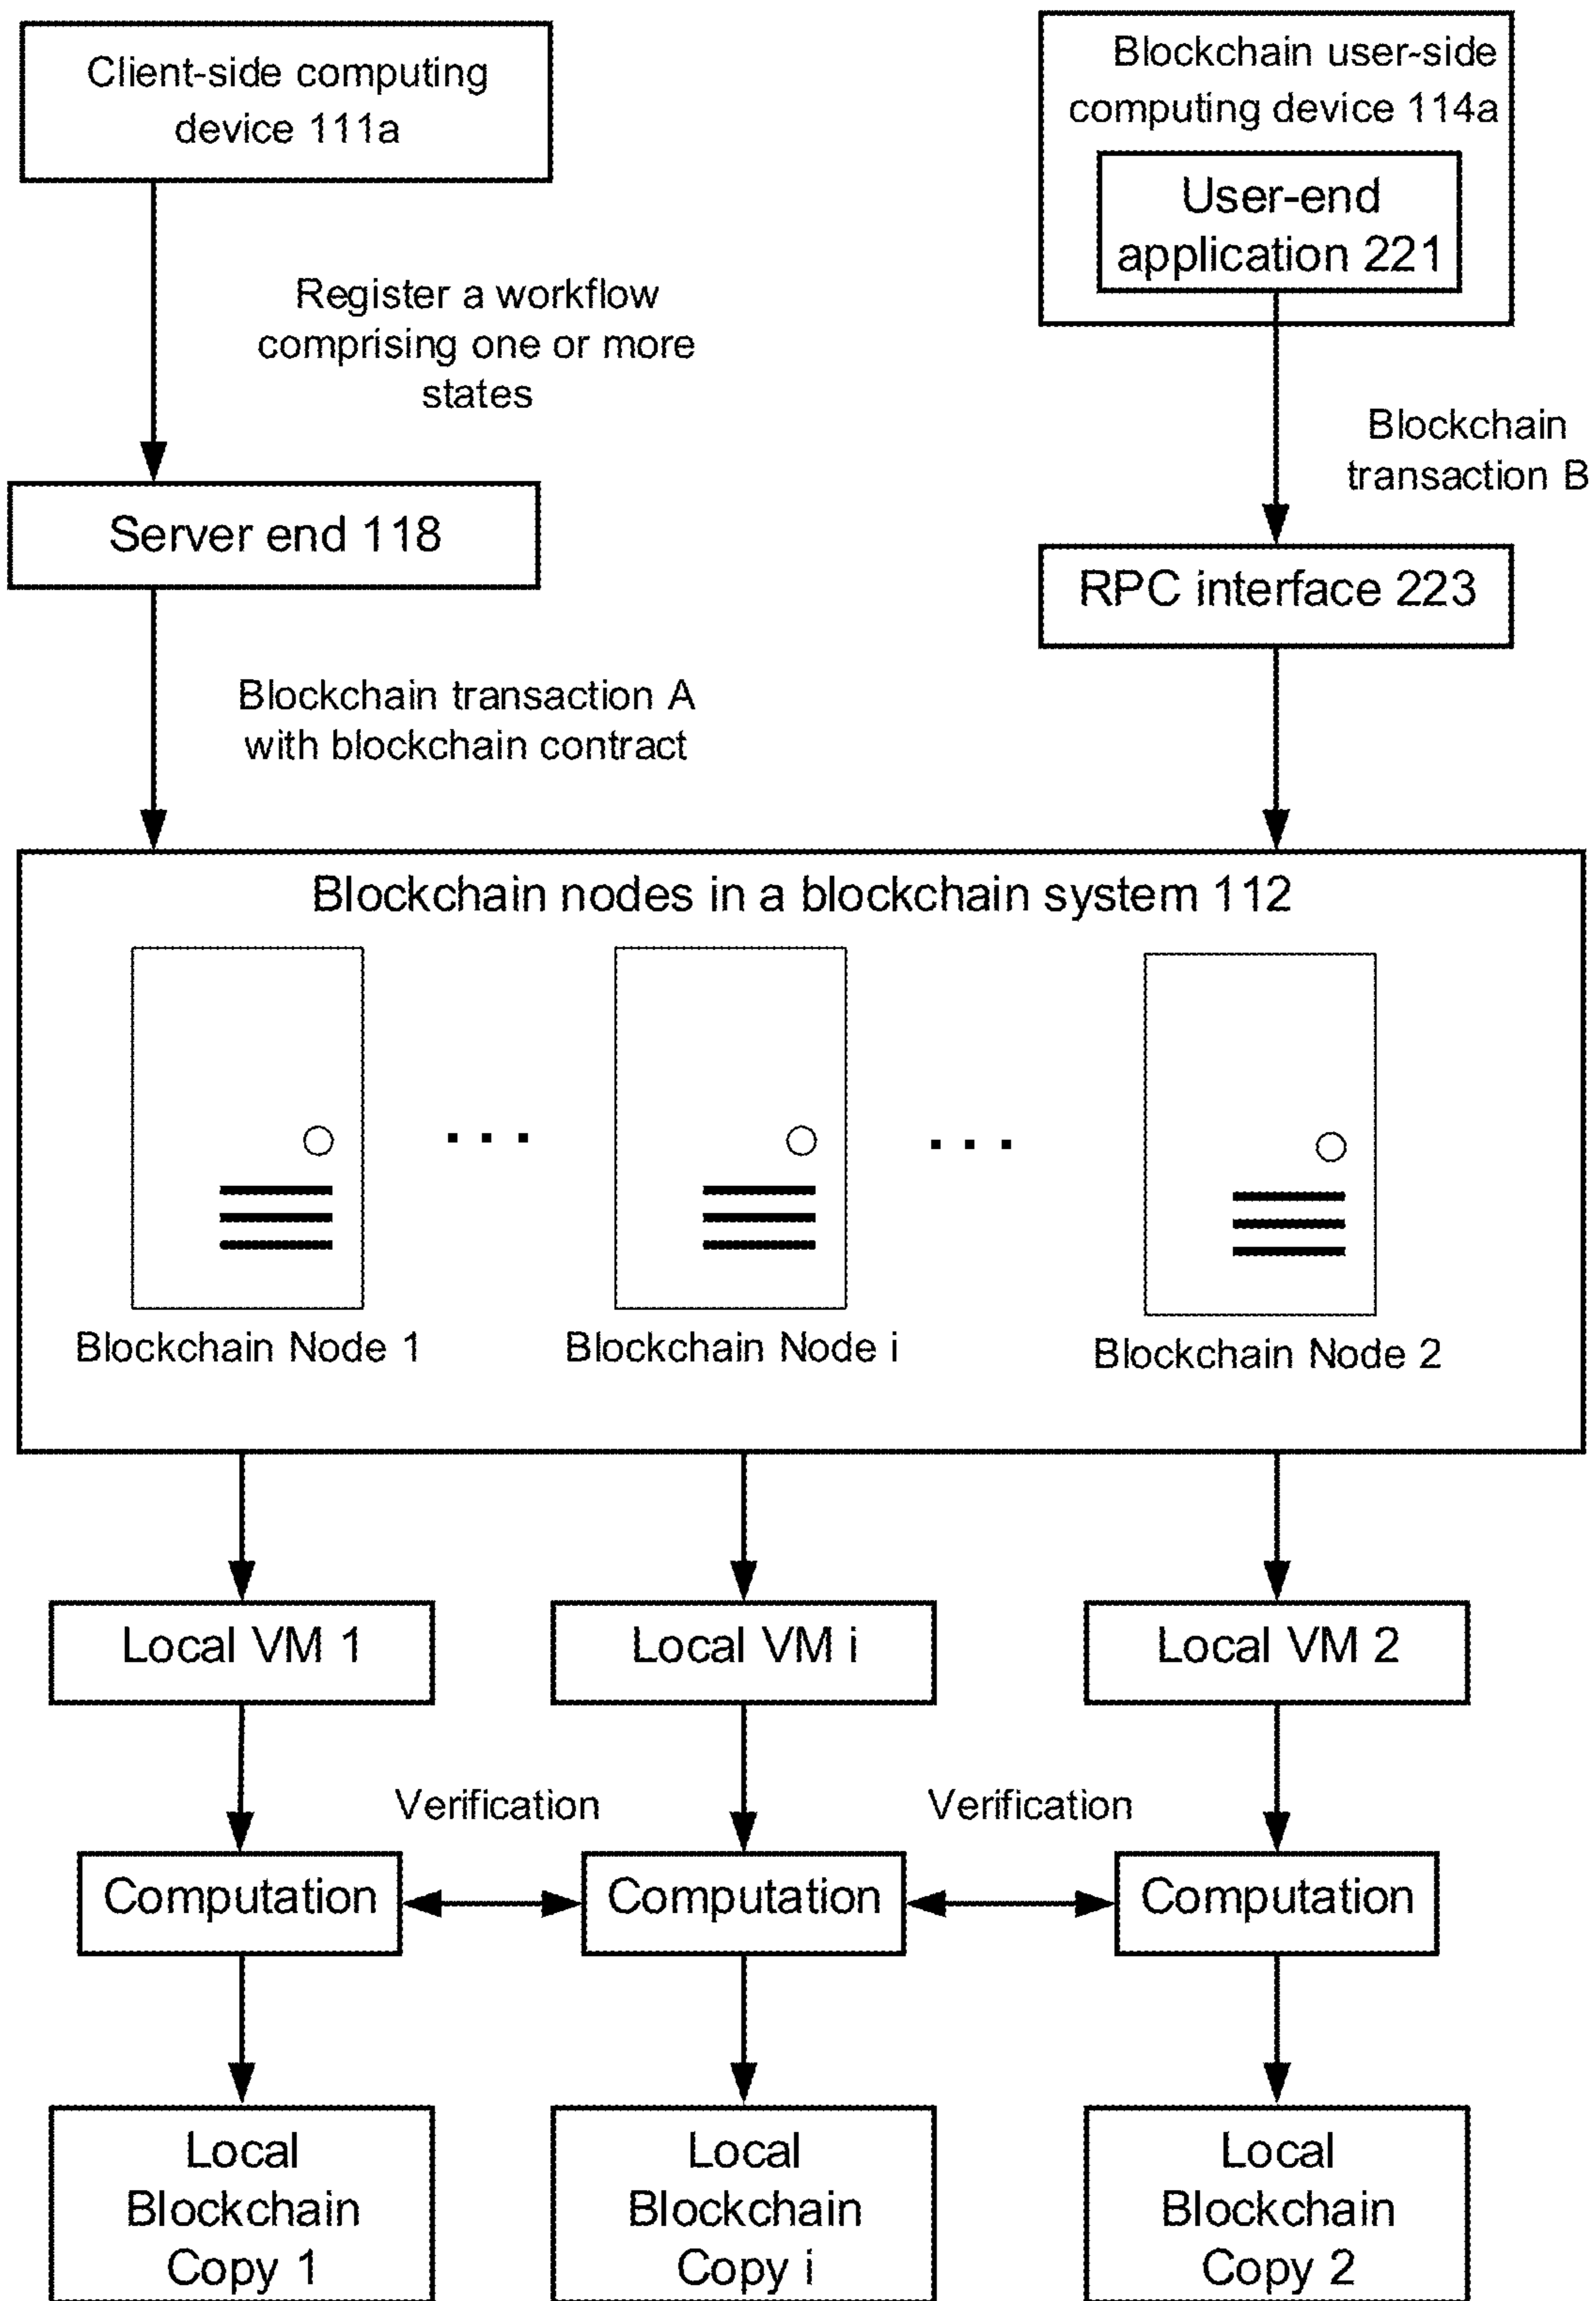 Client-side computing
device 111a
Blockchain user-side
computing device 114a
User-end
application 221
Register a workflow
comprising one or more
states
Blockchain
transaction B
Server end 118
RPC interface 223
Blockchain transaction A
with blockchain contract
Blockchain nodes in a blockchain system 112
Blockchain Node 1
Blockchain Node i
Blockchain Node 2
Local VM 1
Local VM i
Local VM 2
Verification
Verification
Computation
Computation
Computation
Local
Blockchain
Copy 1
Local
Blockchain
Copy i
Local
Blockchain
Copy 2